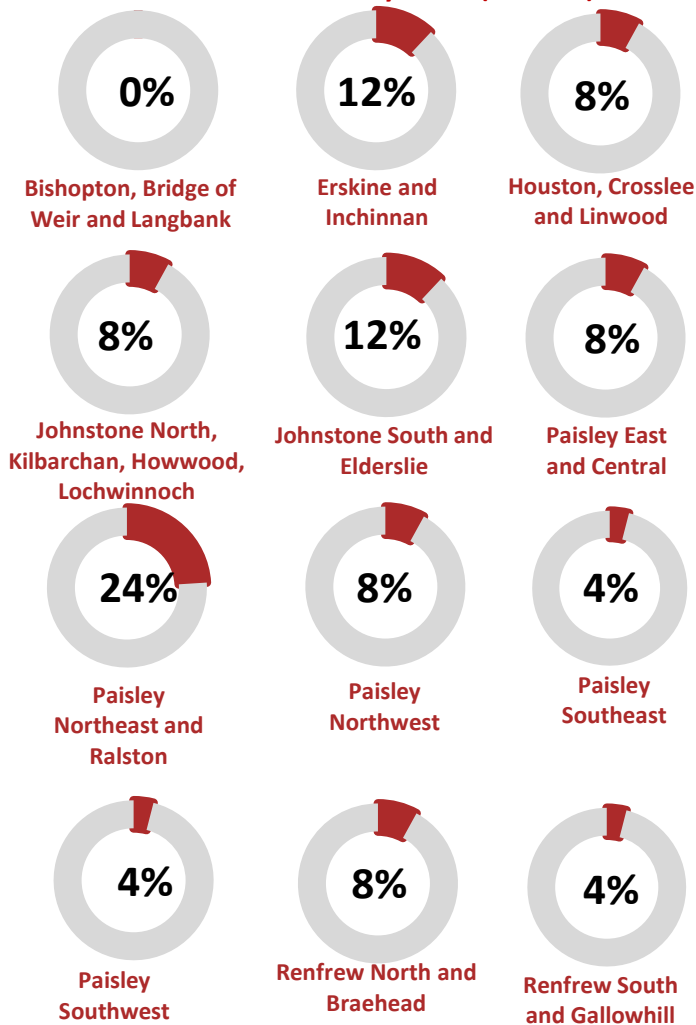 0%
12%
8%
Bishopton, Bridge of
Weir and Langbank
Erskine and
Inchinnan
Houston, Crosslee
and Linwood
8%
12%
8%
Johnstone North,
Kilbarchan, Howwood,
Lochwinnoch
Johnstone South and
Elderslie
Paisley East
and Central
24%
8%
4%
Paisley
Northeast and
Ralston
Paisley
Northwest
Paisley
Southeast
4%
8%
4%
Paisley
Southwest
Renfrew North and
Braehead
Renfrew South
and Gallowhill